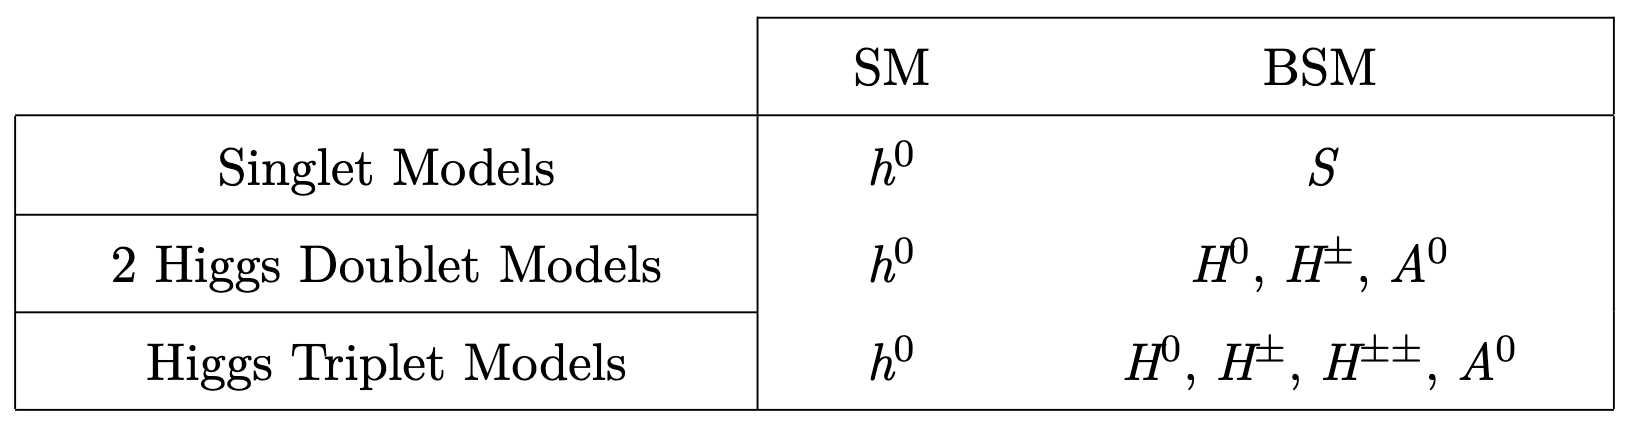 SM BSM
Singlet Models h⁰ S
2 Higgs Doublet Models h⁰ H⁰, H±, A⁰
Higgs Triplet Models h⁰ H⁰, H±, H±±, A⁰